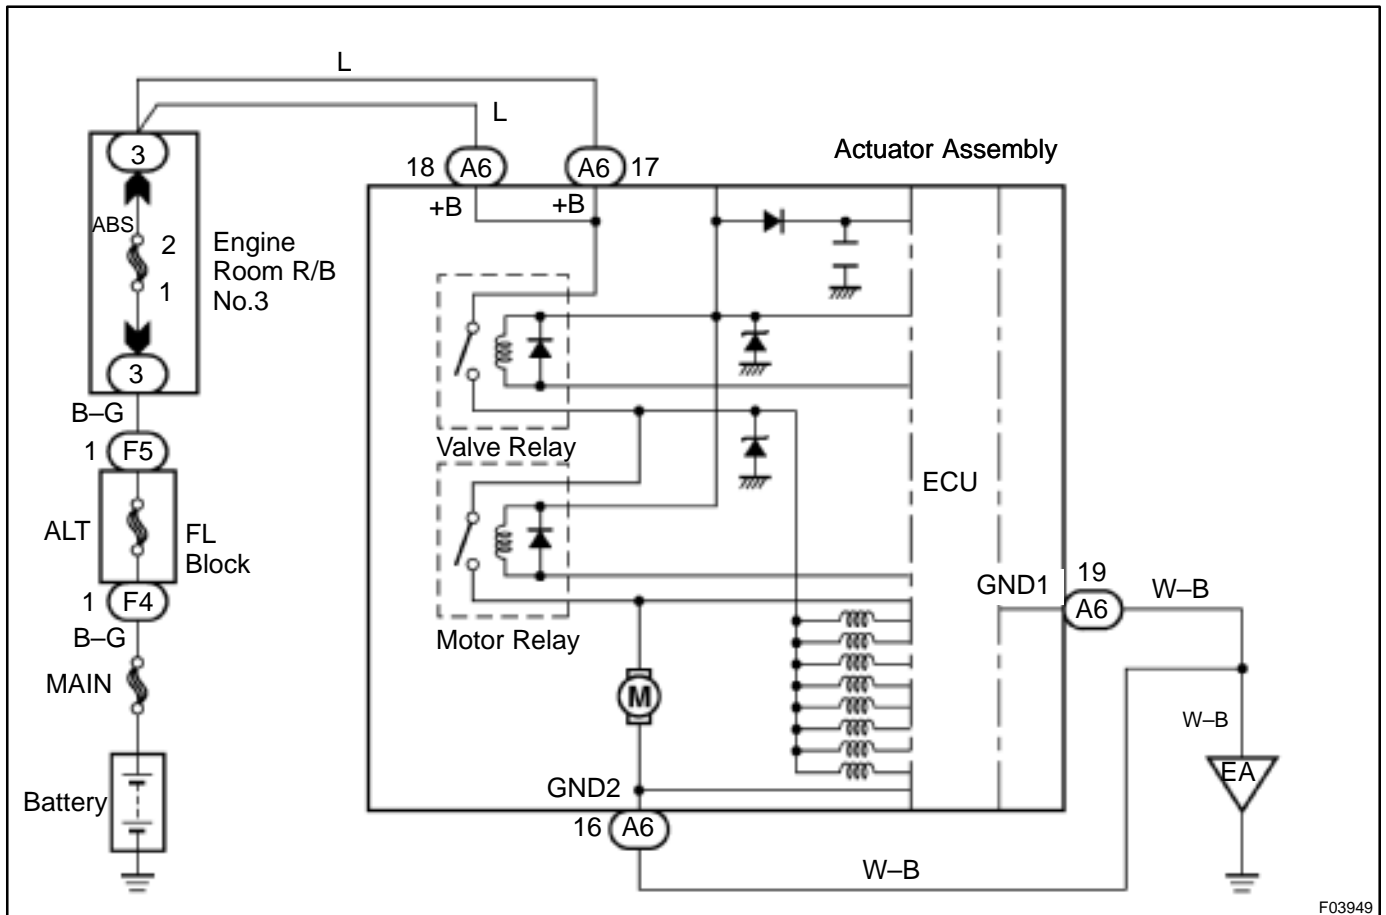 L
L
3
ABS
2
1
3
Engine
Room R/B
No.3
B–G
1 F5
ALT
FL
Block
1 F4
B–G
MAIN
Battery
18 A6
A6 17
+B
+B
Actuator Assembly
Valve Relay
Motor Relay
ECU
M
GND1
19
A6
W–B
W–B
EA
GND2
16 A6
W–B
F03949